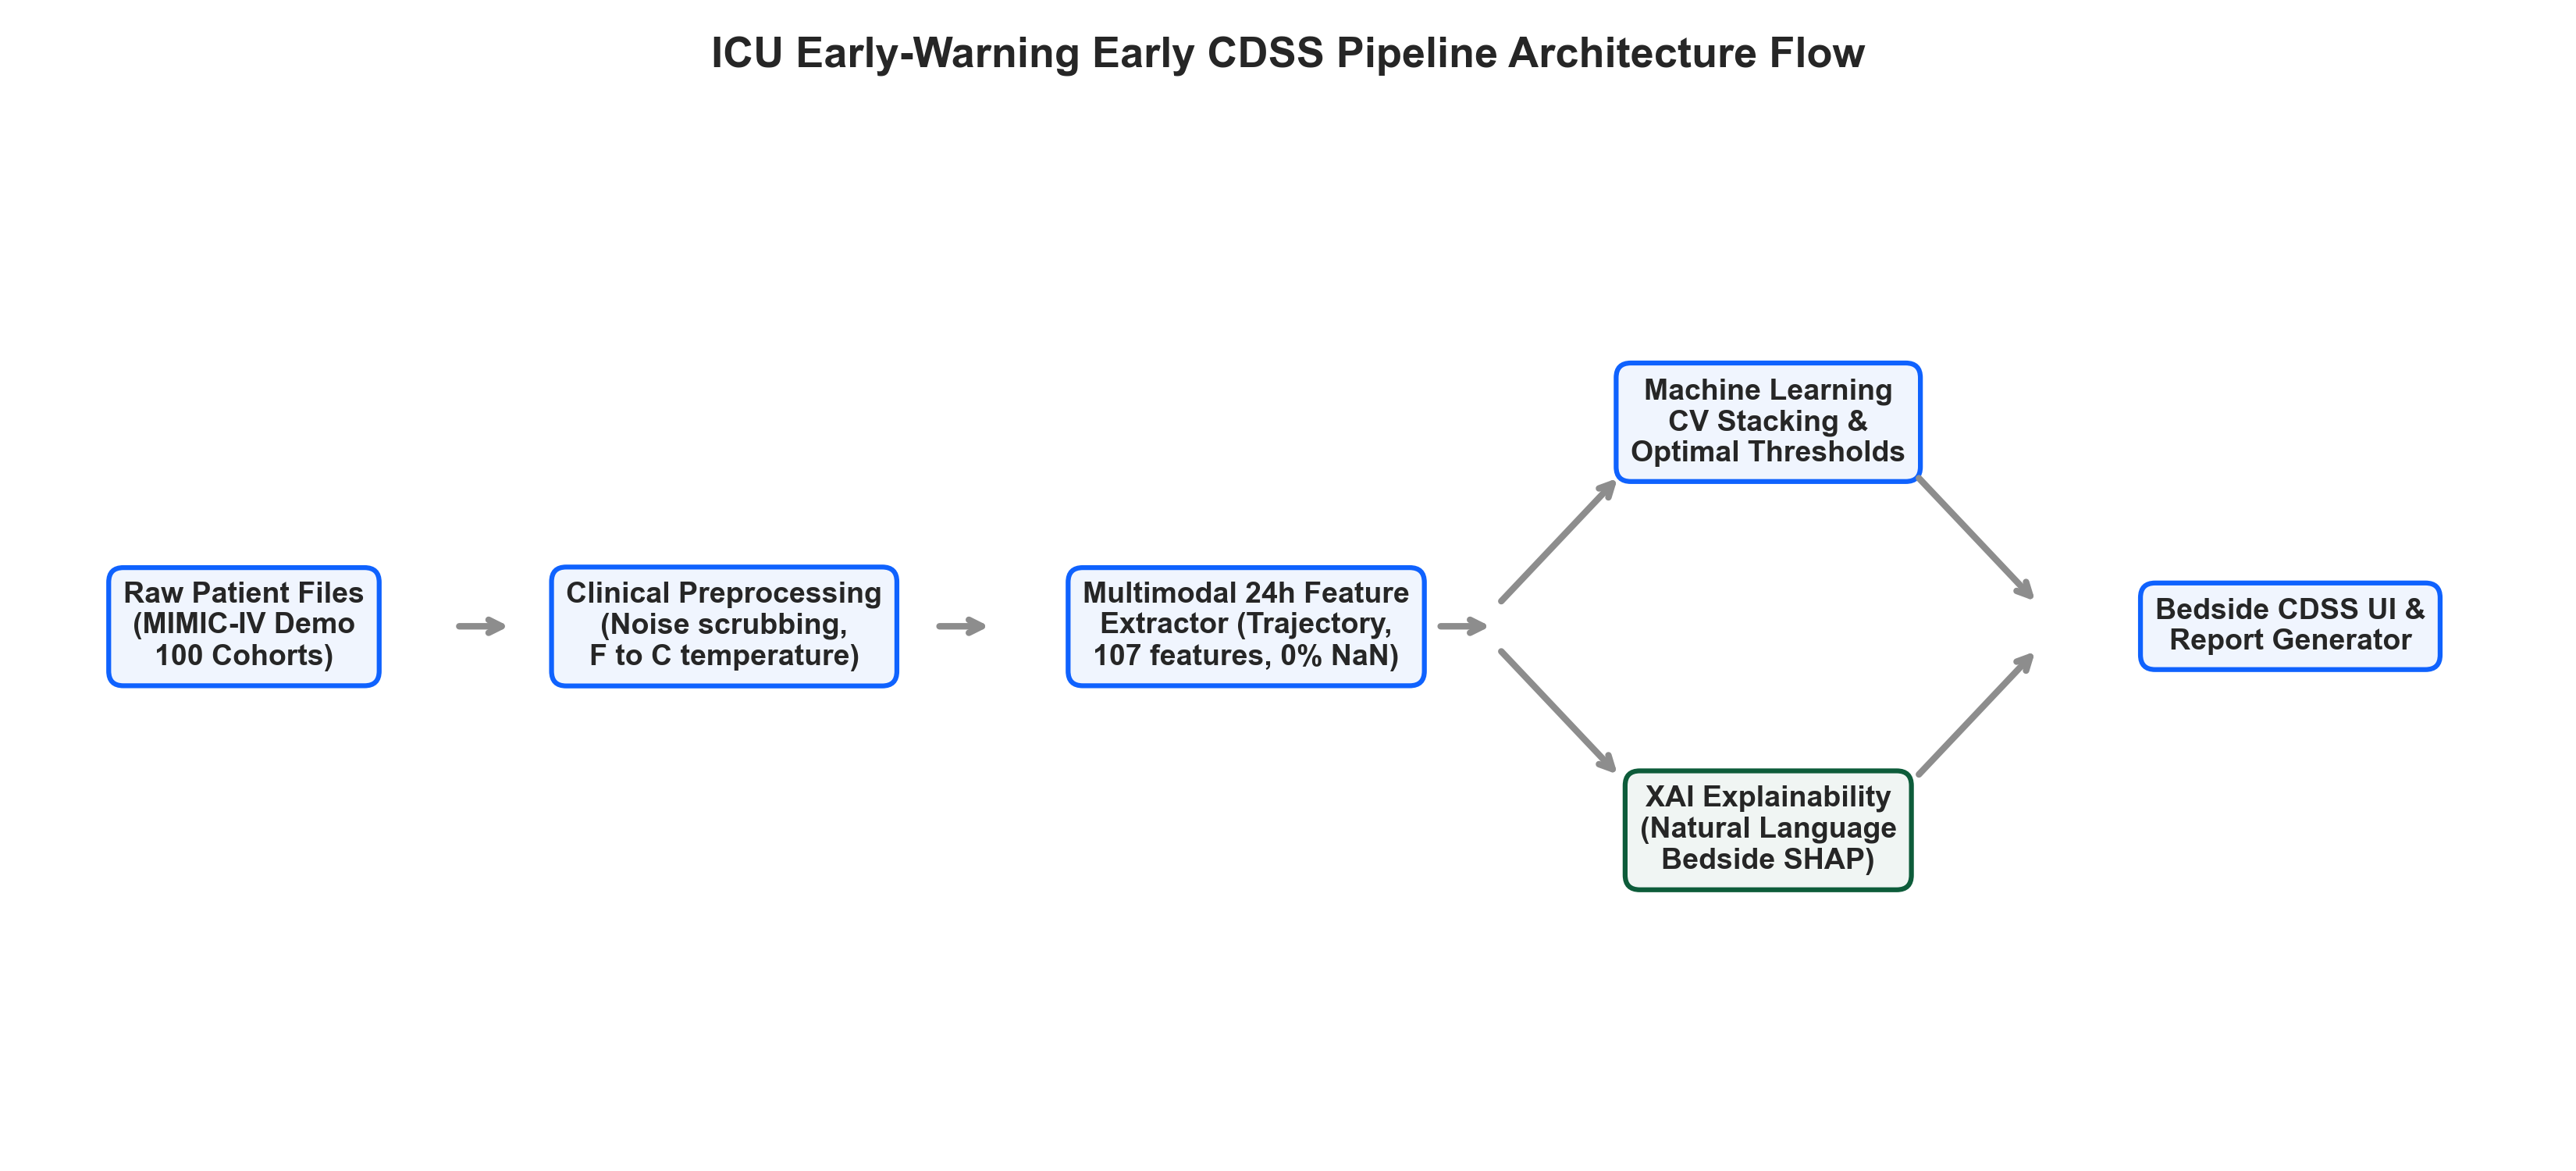 ICU Early-Warning Early CDSS Pipeline Architecture Flow
Raw Patient Files
(MIMIC-IV Demo
100 Cohorts)
Clinical Preprocessing
(Noise scrubbing,
F to C temperature)
Multimodal 24h Feature
Extractor (Trajectory,
107 features, 0% NaN)
Machine Learning
CV Stacking &
Optimal Thresholds
XAI Explainability
(Natural Language
Bedside SHAP)
Bedside CDSS UI &
Report Generator